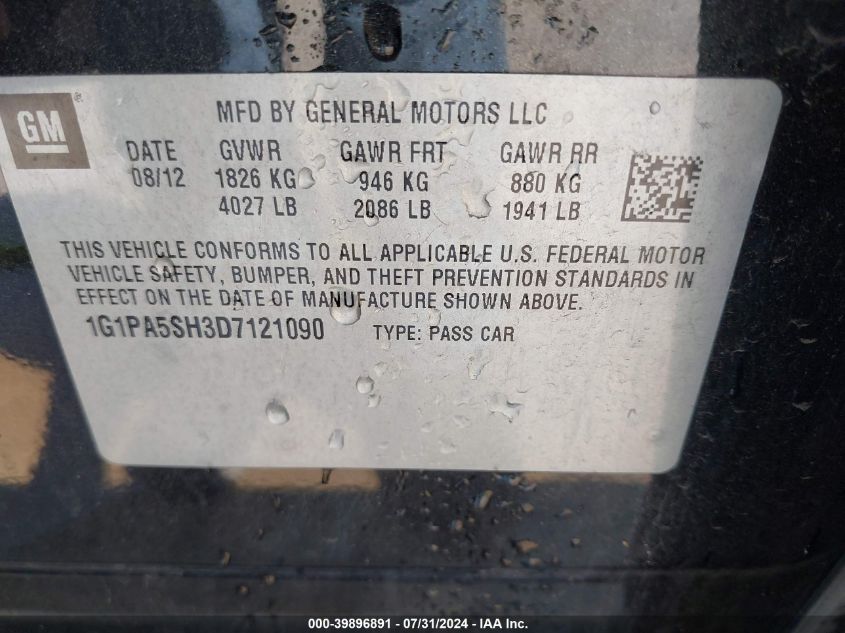 GM®
MFD BY GENERAL MOTORS LLC
DATE GVWR GAWR FRT GAWR RR
08/12 1826 KG 946 KG 880 KG
4027 LB 2086 LB 1941 LB
THIS VEHICLE CONFORMS TO ALL APPLICABLE U.S. FEDERAL MOTOR
VEHICLE SAFETY, BUMPER, AND THEFT PREVENTION STANDARDS IN
EFFECT ON THE DATE OF MANUFACTURE SHOWN ABOVE.
1G1PA5SH3D7121090 TYPE: PASS CAR
000-39896891 - 07/31/2024 - IAA Inc.